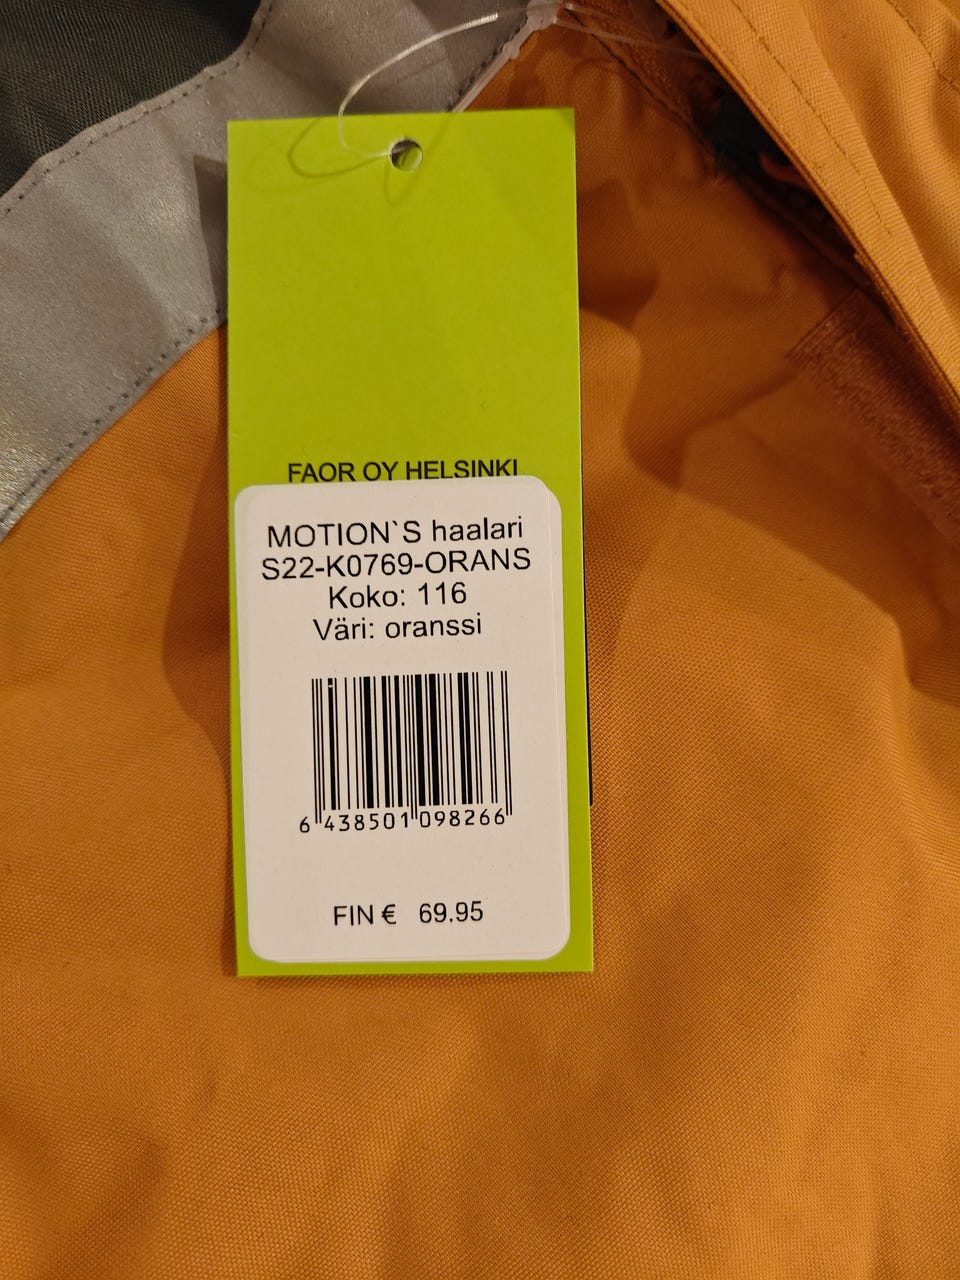 FAOR OY HELSINKI
MOTION`S haalari
S22-K0769-ORANS
Koko: 116
Väri: oranssi
6 438501 098266
FIN € 69.95